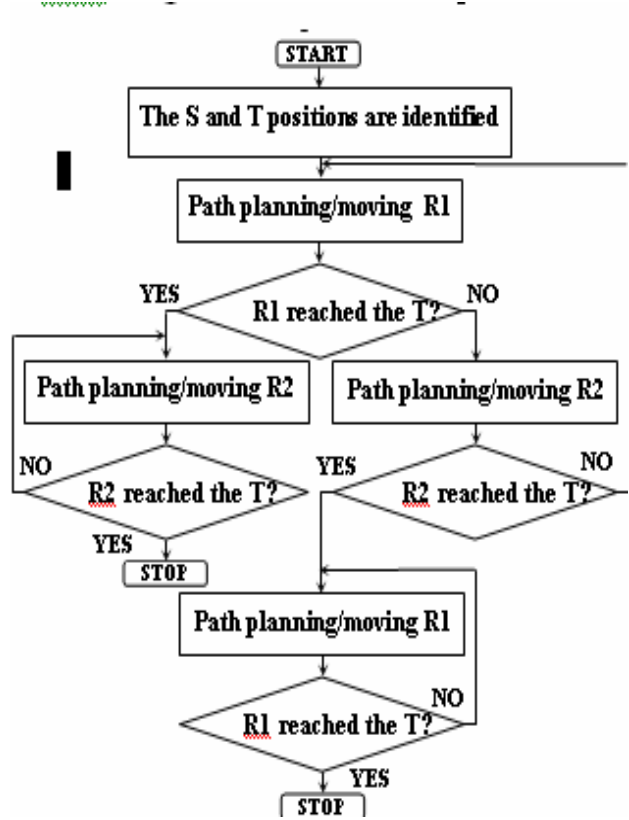 START
The S and T positions are identified
Path planning/moving R1
YES
NO
R1 reached the T?
Path planning/moving R2
Path planning/moving R2
NO
R2 reached the T?
YES
STOP
YES
NO
R2 reached the T?
Path planning/moving R1
NO
R1 reached the T?
YES
STOP